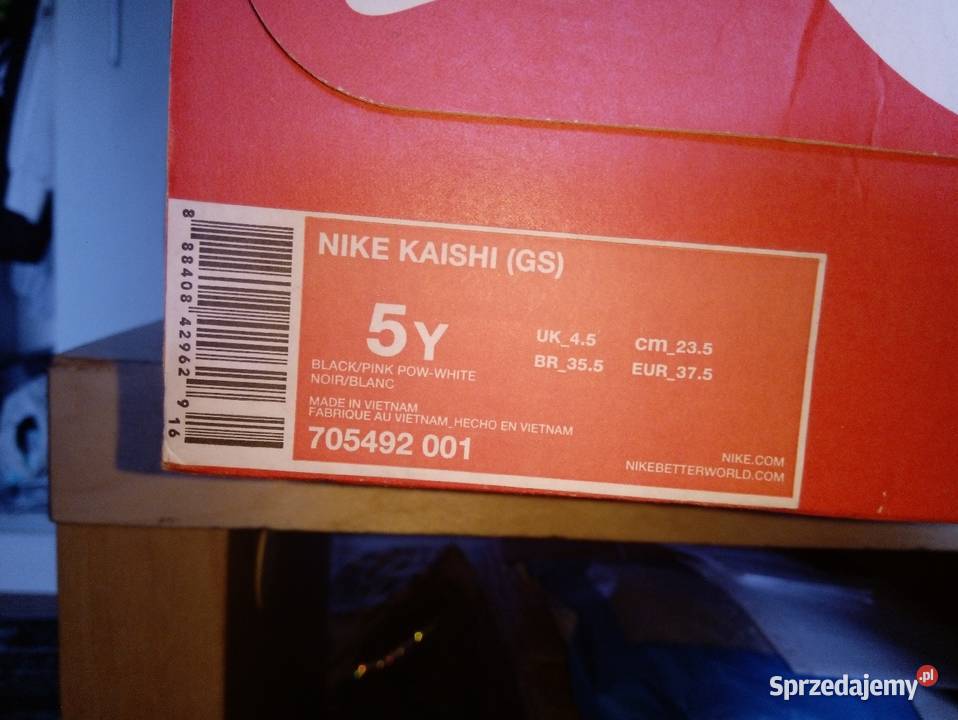 NIKE KAISHI (GS)
5Y
UK_4.5 cm_23.5
BR_35.5 EUR_37.5
BLACK/PINK POW-WHITE
NOIR/BLANC
MADE IN VIETNAM
FABRIQUE AU VIETNAM_HECHO EN VIETNAM
705492 001
NIKE.COM
NIKEBETTERWORLD.COM
8 88408 42962 9 16
Sprzedajemy.pl